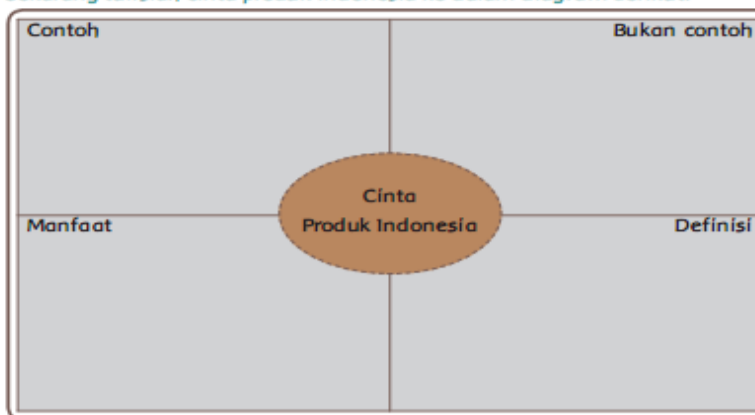 Contoh
Bukan contoh
Cinta
Produk Indonesia
Manfaat
Definisi